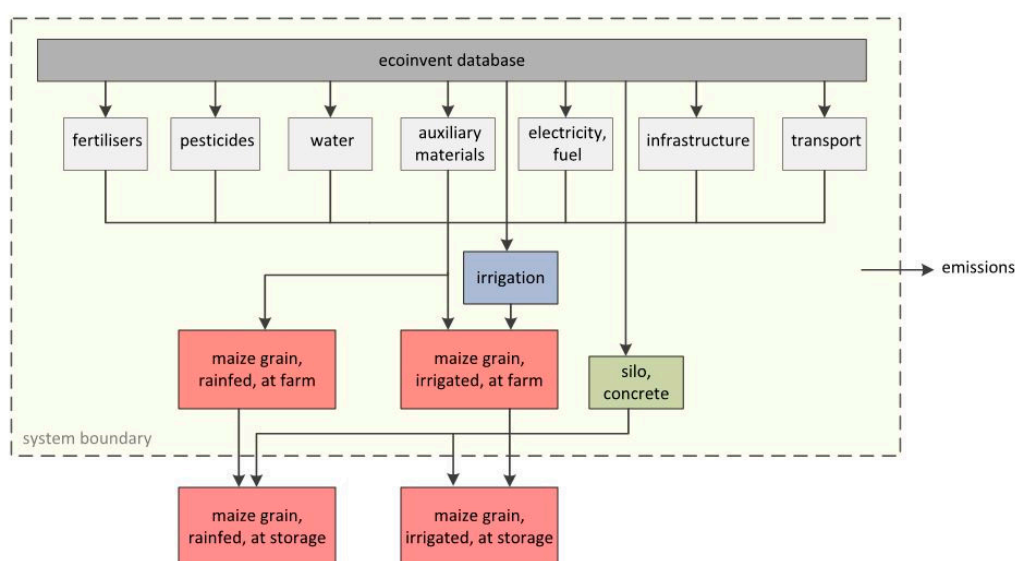 ecoinvent database
fertilisers
pesticides
water
auxiliary
materials
electricity,
fuel
infrastructure
transport
irrigation
emissions
maize grain,
rainfed, at farm
maize grain,
irrigated, at farm
silo,
concrete
system boundary
maize grain,
rainfed, at storage
maize grain,
irrigated, at storage